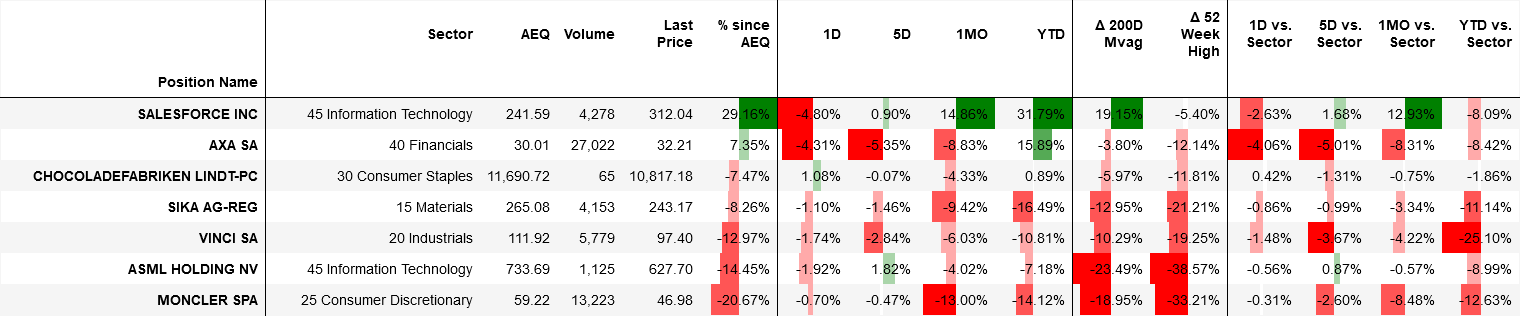 Position Name Sector AEQ Volume Last Price % since AEQ 1D 5D 1MO YTD Δ 200D Mvag Δ 52 Week High 1D vs. Sector 5D vs. Sector 1MO vs. Sector YTD vs. Sector
SALESFORCE INC 45 Information Technology 241.59 4,278 312.04 29.16% -4.80% 0.90% 14.86% 31.79% 19.15% -5.40% -2.63% 1.68% 12.93% -8.09%
AXA SA 40 Financials 30.01 27,022 32.21 7.35% -4.31% -5.35% -8.83% 15.89% -3.80% -12.14% -4.06% -5.01% -8.31% -8.42%
CHOCOLADEFABRIKEN LINDT-PC 30 Consumer Staples 11,690.72 65 10,817.18 -7.47% 1.08% -0.07% -4.33% 0.89% -5.97% -11.81% 0.42% -1.31% -0.75% -1.86%
SIKA AG-REG 15 Materials 265.08 4,153 243.17 -8.26% -1.10% -1.46% -9.42% -16.49% -12.95% -21.21% -0.86% -0.99% -3.34% -11.14%
VINCI SA 20 Industrials 111.92 5,779 97.40 -12.97% -1.74% -2.84% -6.03% -10.81% -10.29% -19.25% -1.48% -3.67% -4.22% -25.10%
ASML HOLDING NV 45 Information Technology 733.69 1,125 627.70 -14.45% -1.92% 1.82% -4.02% -7.18% -23.49% -38.57% -0.56% 0.87% -0.57% -8.99%
MONCLER SPA 25 Consumer Discretionary 59.22 13,223 46.98 -20.67% -0.70% -0.47% -13.00% -14.12% -18.95% -33.21% -0.31% -2.60% -8.48% -12.63%